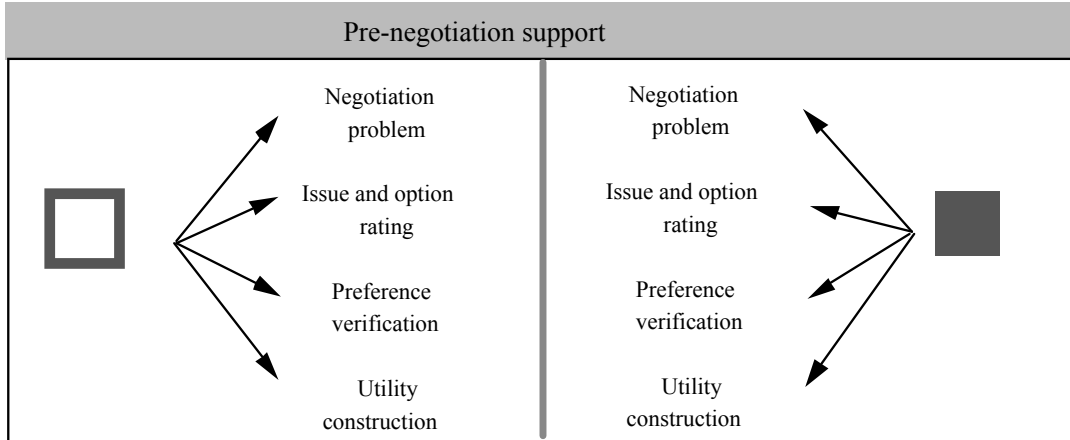 Pre-negotiation support
Negotiation
problem
Issue and option
rating
Preference
verification
Utility
construction
Negotiation
problem
Issue and option
rating
Preference
verification
Utility
construction